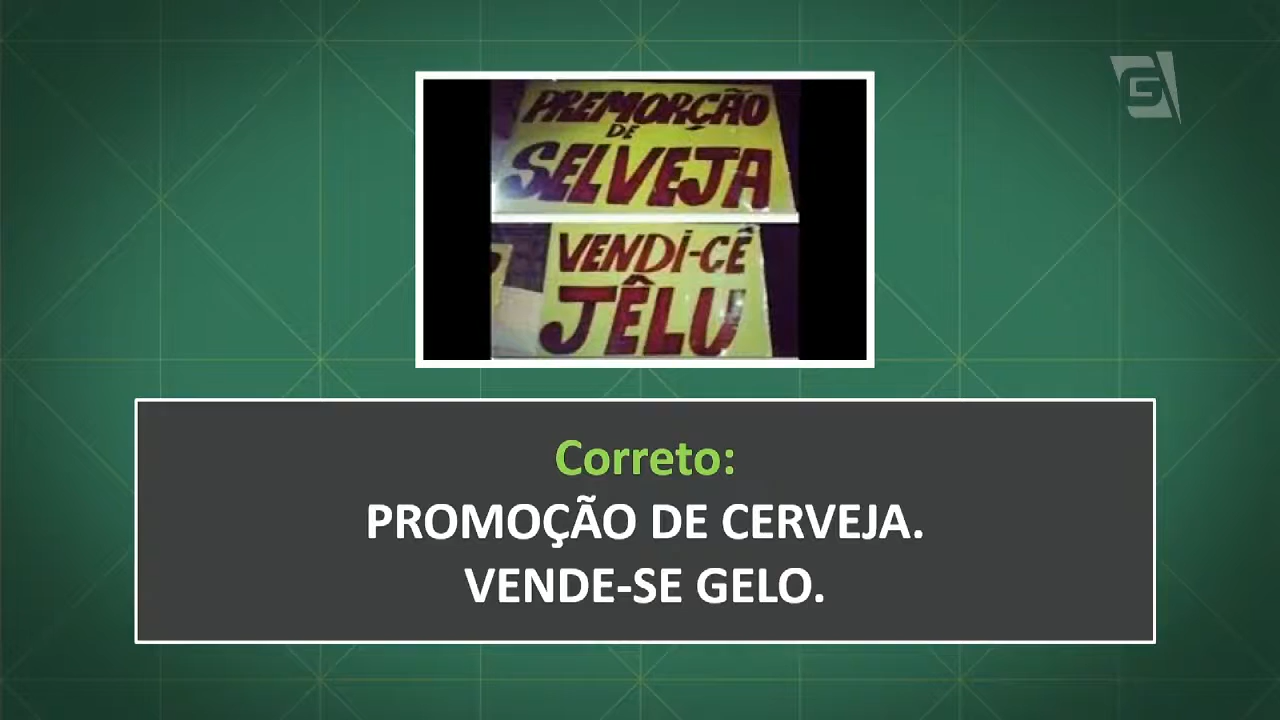 PREMORÇÃO
DE
SELVEJA
VENDI-CÊ
JÊLU
Correto:
PROMOÇÃO DE CERVEJA.
VENDE-SE GELO.